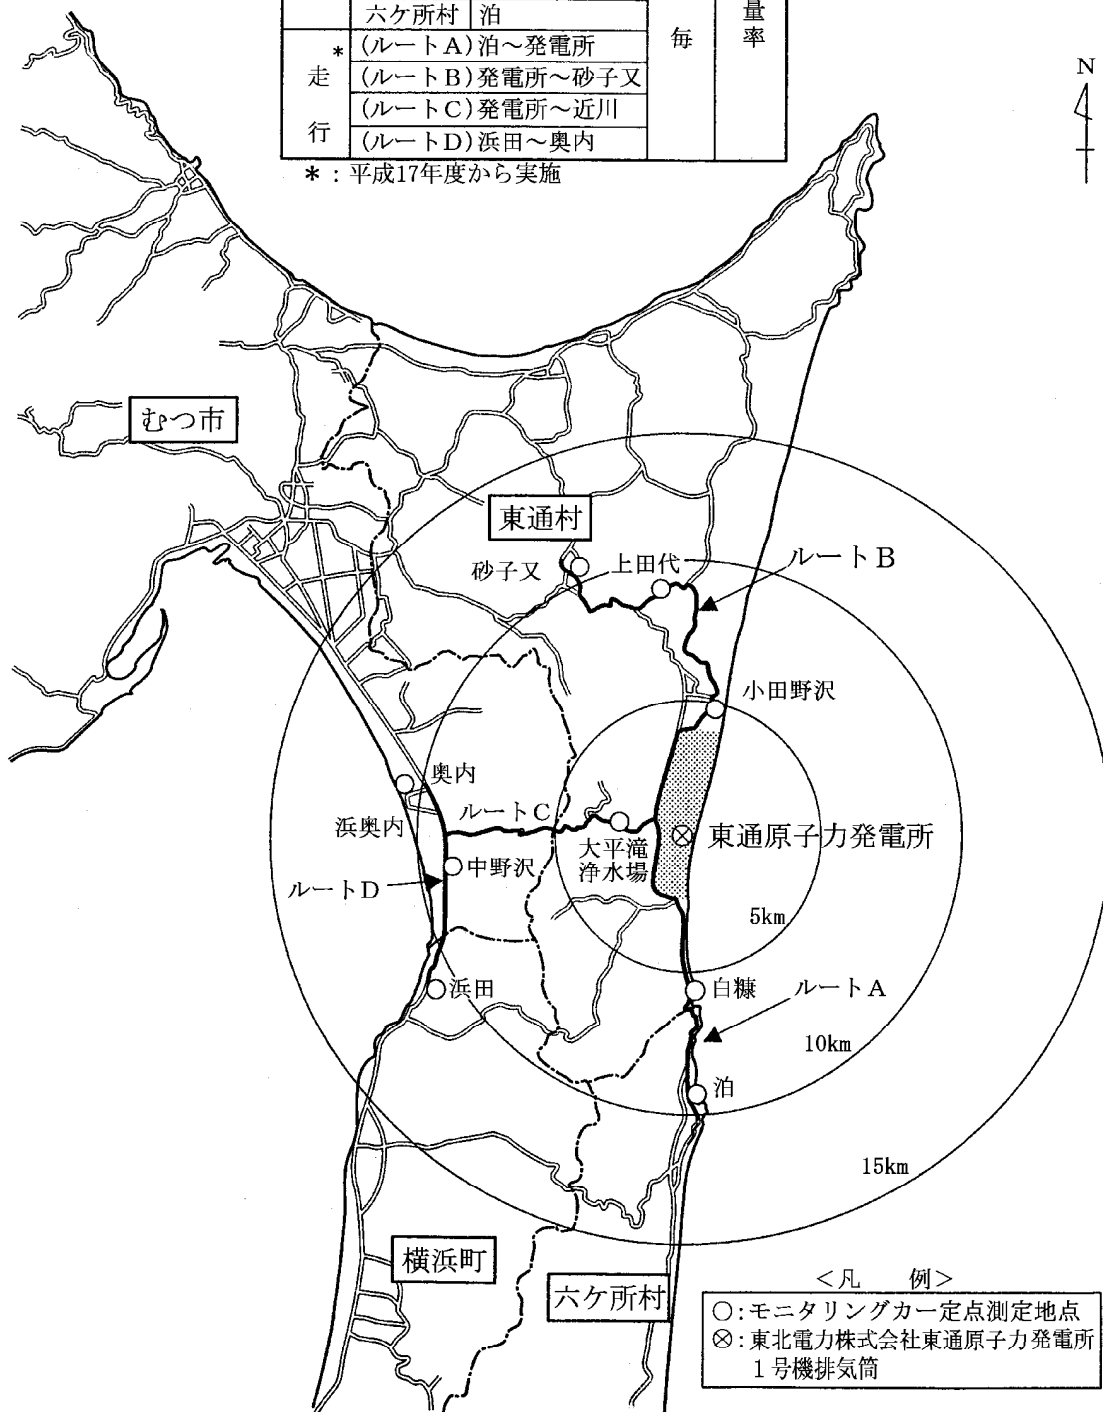 六ケ所村 泊
走行
*
(ルートA)泊～発電所
(ルートB)発電所～砂子又
(ルートC)発電所～近川
(ルートD)浜田～奥内
毎
量率
*：平成17年度から実施
N
むつ市
東通村
砂子又
上田代
ルートB
小田野沢
奥内
ルートC
浜奥内
大平滝
浄水場
東通原子力発電所
中野沢
ルートD
5km
浜田
白糠
ルートA
10km
泊
15km
横浜町
六ケ所村
＜凡 例＞
○:モニタリングカー定点測定地点
⊗:東北電力株式会社東通原子力発電所
1号機排気筒